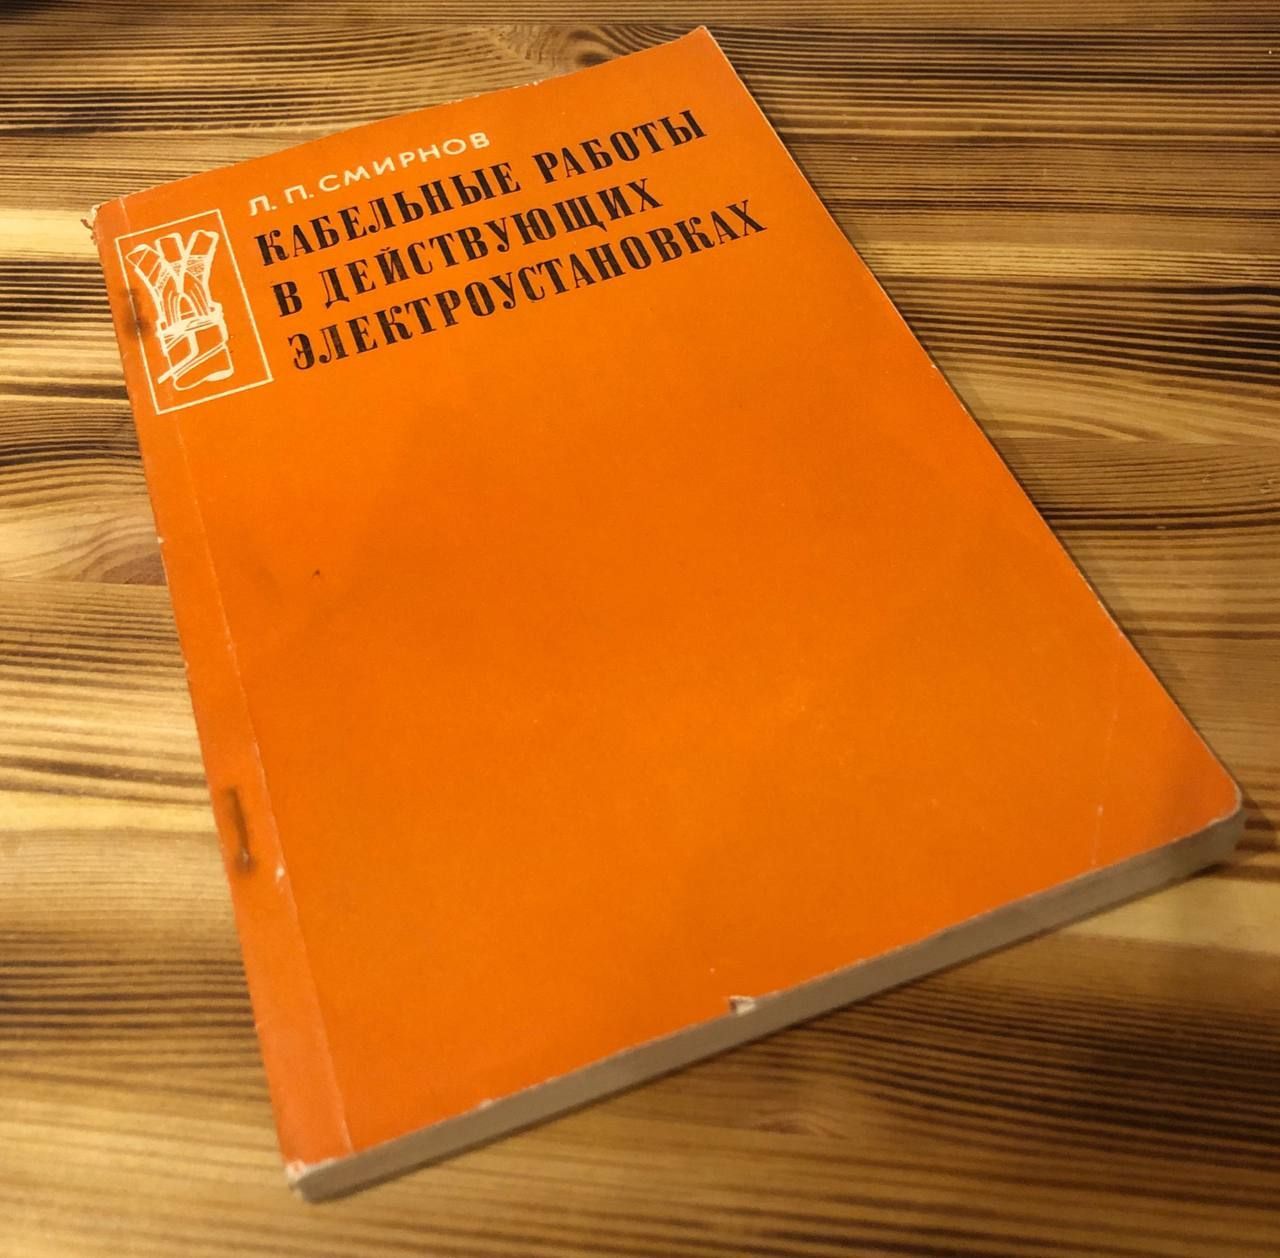 Л. П. СМИРНОВ
КАБЕЛЬНЫЕ РАБОТЫ
В ДЕЙСТВУЮЩИХ
ЭЛЕКТРОУСТАНОВКАХ